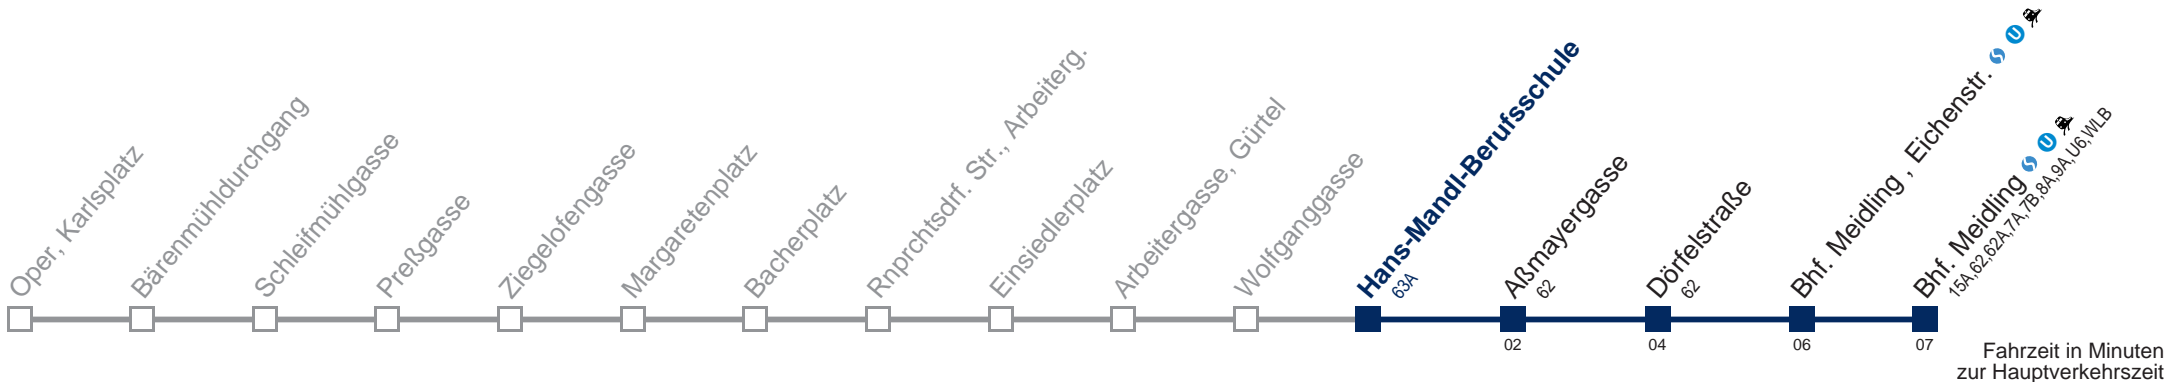 Oper, Karlsplatz
Bärenmühldurchgang
Schleifmühlgasse
Preßgasse
Ziegelofengasse
Margaretenplatz
Bacherplatz
Rnprchtsdrf. Str., Arbeiterg.
Einsiedlerplatz
Arbeitergasse, Gürtel
Wolfganggasse
Hans-Mandl-Berufsschule
63A
Aßmayergasse
62
Dörfelstraße
62
Bhf. Meidling , Eichenstr. S U
Bhf. Meidling S U
15A,62,62A,7A,7B,8A,9A,U6,WLB
02
04
06
07
Fahrzeit in Minuten
zur Hauptverkehrszeit